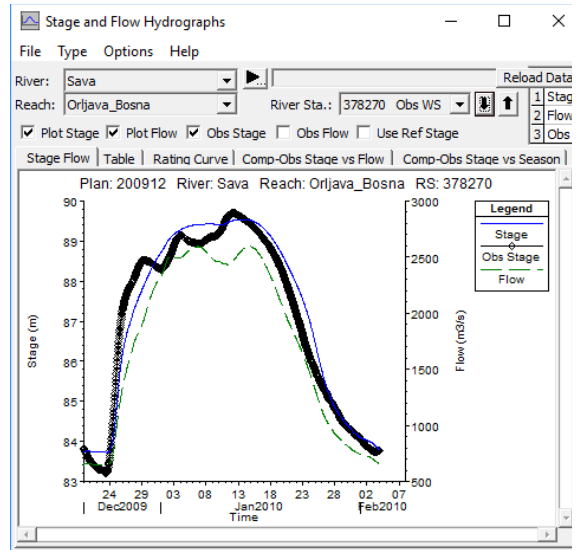 Stage and Flow Hydrographs
File Type Options Help
River: Sava Reload Data
Reach: Orljava_Bosna River Sta.: 378270 Obs WS
1 Stag
2 Flow
3 Obs
Plot Stage Plot Flow Obs Stage Obs Flow Use Ref Stage
Stage Flow Table Rating Curve Comp-Obs Stage vs Flow Comp-Obs Stage vs Season
Plan: 200912 River: Sava Reach: Orljava_Bosna RS: 378270
90 3000
89 2500
88
87 2000
86 1500
85
84 1000
83 500
Stage (m)
Flow (m3/s)
Legend
Stage
Obs Stage
Flow
24 29 03 08 13 18 23 28 02 07
Dec2009 Jan2010 Feb2010
Time